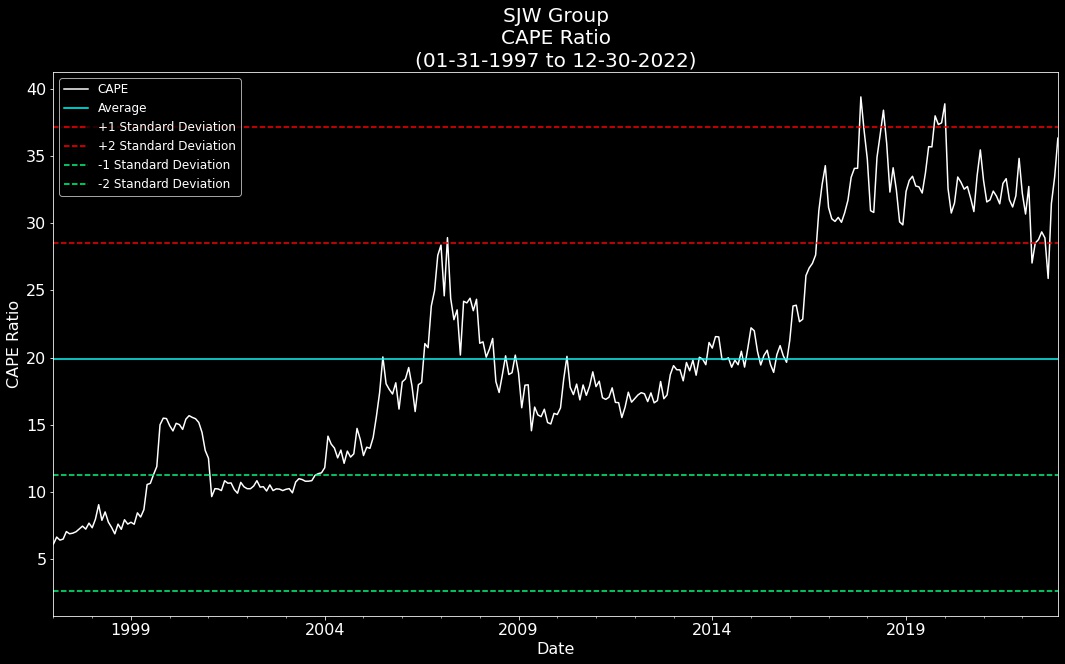 SJW Group
CAPE Ratio
(01-31-1997 to 12-30-2022)
CAPE
Average
+1 Standard Deviation
+2 Standard Deviation
-1 Standard Deviation
-2 Standard Deviation
40
35
30
25
20
15
10
5
CAPE Ratio
1999
2004
2009
2014
2019
Date